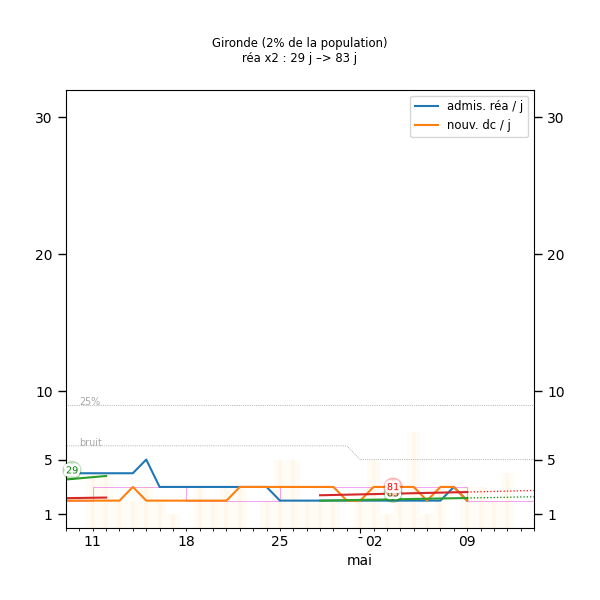 Gironde (2% de la population)
réa x2 : 29 j –> 83 j
admis. réa / j
nouv. dc / j
30 30
20 20
10 10
25%
bruit
5 5
29
81
1 1
11 18 25 - 02 09
mai